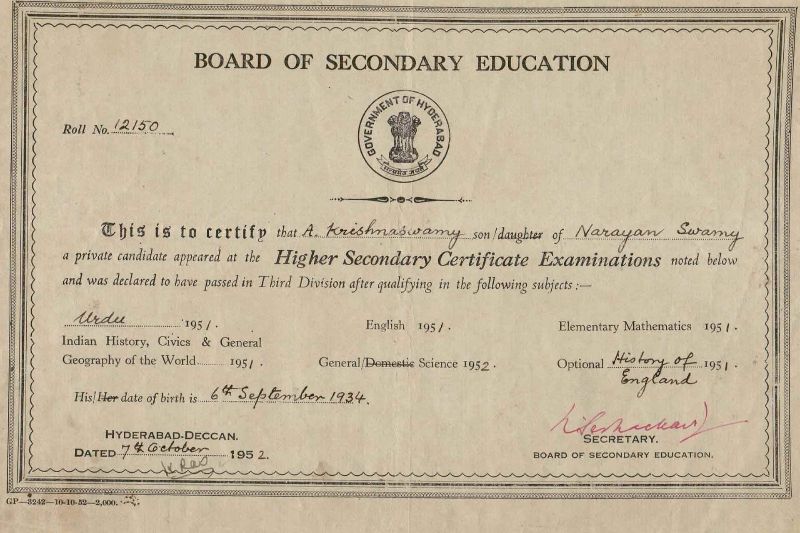 BOARD OF SECONDARY EDUCATION
GOVERNMENT OF HYDERABAD
सत्यमेव जयते
Roll No. 12150
This is to certify that A. Krishnaswamy son/daughter of Narayan Swamy
a private candidate appeared at the Higher Secondary Certificate Examinations noted below
and was declared to have passed in Third Division after qualifying in the following subjects :—
Urdu 1951. English 1951. Elementary Mathematics 1951.
Indian History, Civics & General
Geography of the World 1951. General/Domestic Science 1952. Optional History of 1951.
England
His/Her date of birth is 6th September 1934.
HYDERABAD-DECCAN.
DATED 7th October 1952.
K Rao
SECRETARY.
BOARD OF SECONDARY EDUCATION.
GP—3242—10-10-52—2,000.